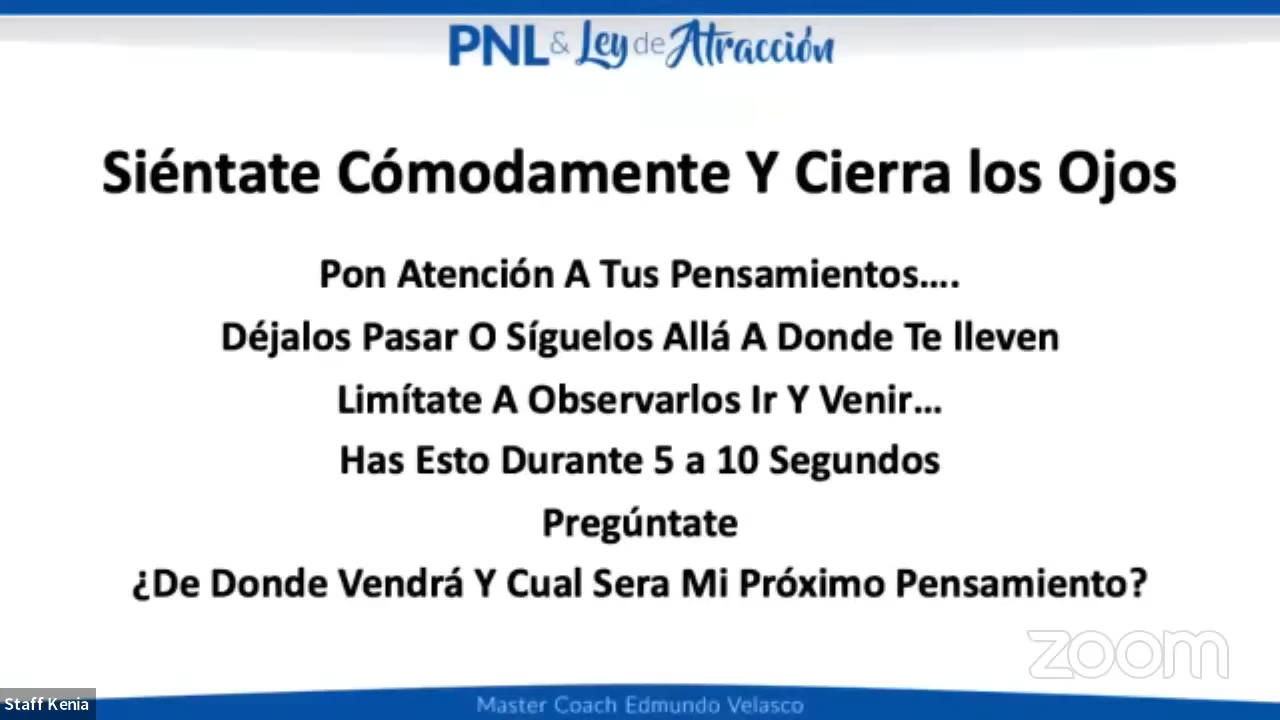 PNL & Ley de Atracción
Siéntate Cómodamente Y Cierra los Ojos
Pon Atención A Tus Pensamientos....
Déjalos Pasar O Síguelos Allá A Donde Te lleven
Limítate A Observarlos Ir Y Venir...
Has Esto Durante 5 a 10 Segundos
Pregúntate
¿De Donde Vendrá Y Cual Sera Mi Próximo Pensamiento?
zoom
Staff Kenia
Master Coach Edmundo Velasco